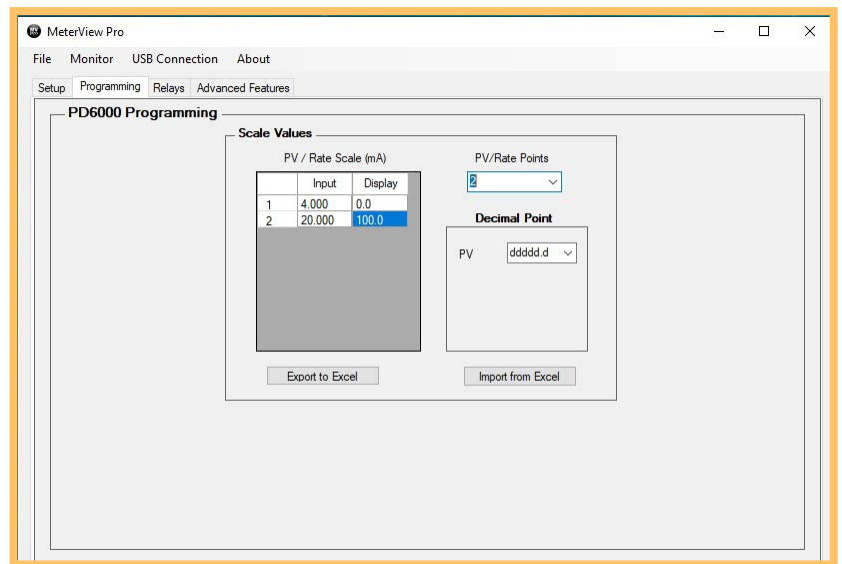 MeterView Pro
File Monitor USB Connection About
Setup Programming Relays Advanced Features
PD6000 Programming
Scale Values
PV / Rate Scale (mA) PV/Rate Points
Input Display
2
1 4.000 0.0
2 20.000 100.0
Decimal Point
PV ddddd.d
Export to Excel Import from Excel